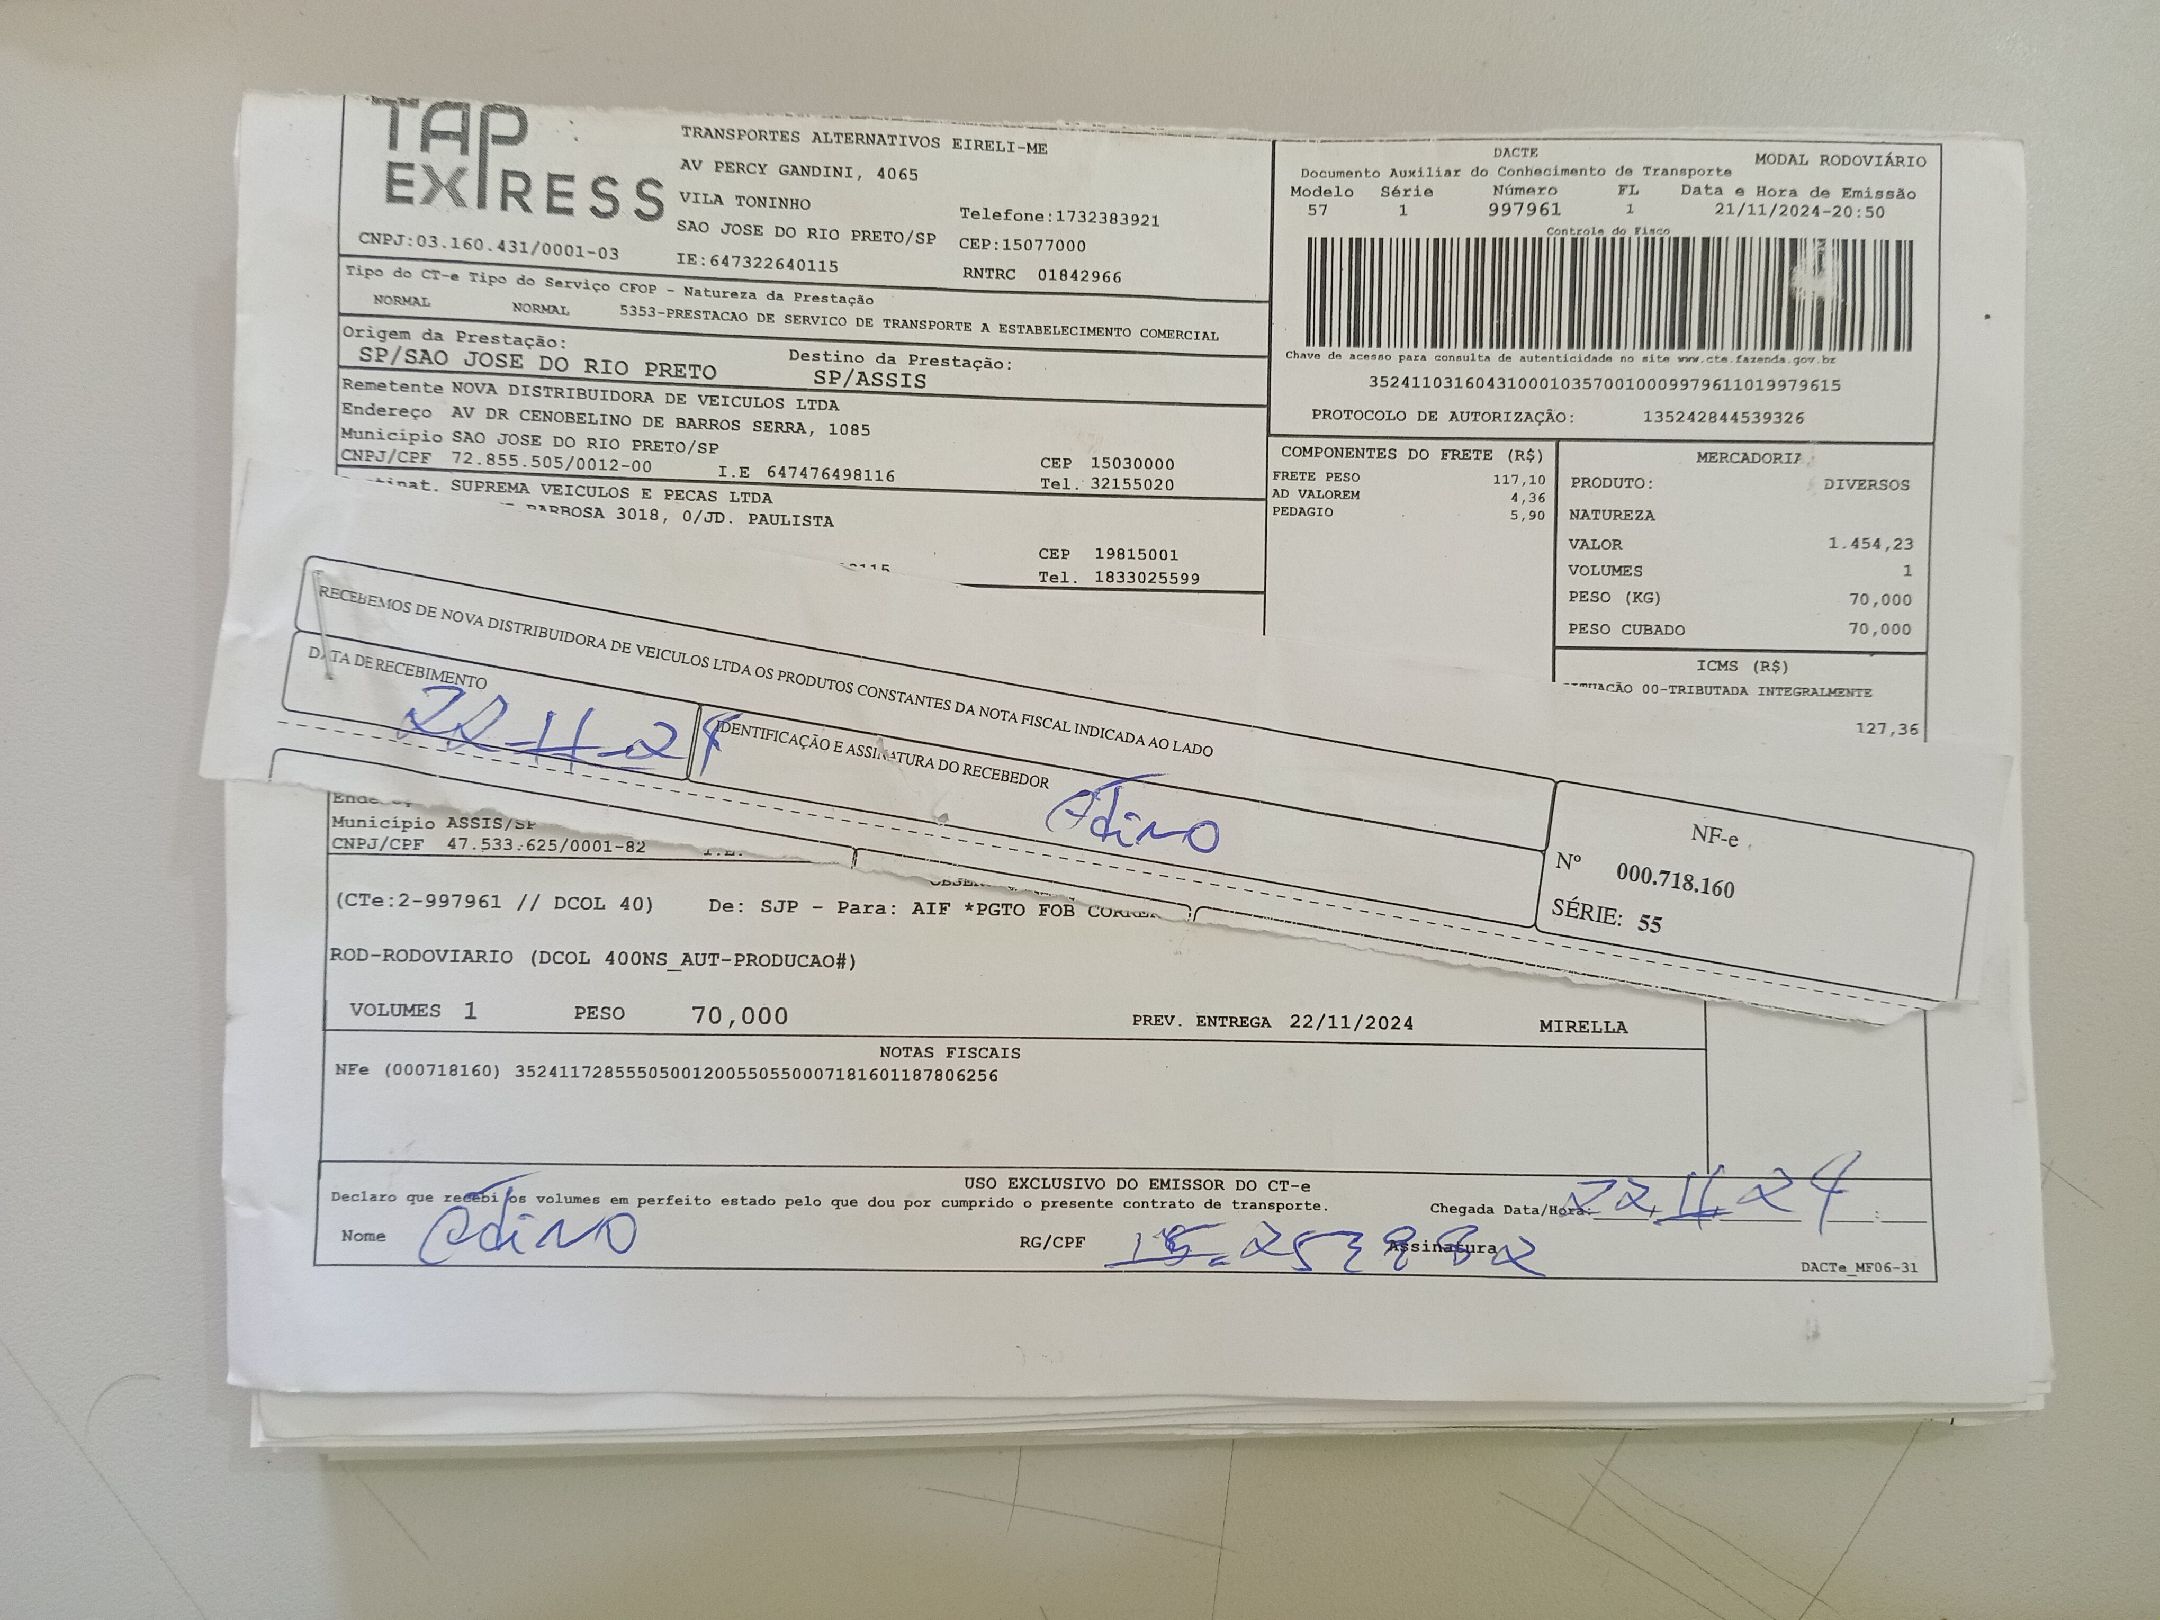 TAP
EXPRESS
TRANSPORTES ALTERNATIVOS EIRELI-ME
AV PERCY GANDINI, 4065
VILA TONINHO
Telefone:1732383921
SAO JOSE DO RIO PRETO/SP CEP:15077000
CNPJ:03.160.431/0001-03
IE:647322640115
RNTRC 01842966
DACTE
MODAL RODOVIÁRIO
Documento Auxiliar do Conhecimento de Transporte
Modelo Série Número FL Data e Hora de Emissão
57 1 997961 1 21/11/2024-20:50
Controle do Fisco
Chave de acesso para consulta de autenticidade no site www.cte.fazenda.gov.br
35241103160431000103570010009979611019979615
PROTOCOLO DE AUTORIZAÇÃO: 135242844539326
Tipo do CT-e Tipo do Serviço CFOP - Natureza da Prestação
NORMAL NORMAL 5353-PRESTACAO DE SERVICO DE TRANSPORTE A ESTABELECIMENTO COMERCIAL
Origem da Prestação: Destino da Prestação:
SP/SAO JOSE DO RIO PRETO SP/ASSIS
Remetente NOVA DISTRIBUIDORA DE VEICULOS LTDA
Endereço AV DR CENOBELINO DE BARROS SERRA, 1085
Município SAO JOSE DO RIO PRETO/SP
CEP 15030000
CNPJ/CPF 72.855.505/0012-00 I.E 647476498116 Tel. 32155020
SUPREMA VEICULOS E PECAS LTDA
BARBOSA 3018, 0/JD. PAULISTA
CEP 19815001
Tel. 1833025599
COMPONENTES DO FRETE (R$)
FRETE PESO 117,10
AD VALOREM 4,36
PEDAGIO 5,90
MERCADORIA
PRODUTO: DIVERSOS
NATUREZA
VALOR 1.454,23
VOLUMES 1
PESO (KG) 70,000
PESO CUBADO 70,000
ICMS (R$)
00-TRIBUTADA INTEGRALMENTE
127,36
RECEBEMOS DE NOVA DISTRIBUIDORA DE VEICULOS LTDA OS PRODUTOS CONSTANTES DA NOTA FISCAL INDICADA AO LADO
DATA DE RECEBIMENTO
22-11-24
IDENTIFICAÇÃO E ASSINATURA DO RECEBEDOR
NF-e
Nº 000.718.160
SÉRIE: 55
Município ASSIS/SP
CNPJ/CPF 47.533.625/0001-82
(CTe:2-997961 // DCOL 40) De: SJP - Para: AIF *PGTO FOB
ROD-RODOVIARIO (DCOL 400NS_AUT-PRODUCAO#)
VOLUMES 1 PESO 70,000 PREV. ENTREGA 22/11/2024 MIRELLA
NOTAS FISCAIS
NFe (000718160) 35241172855505001200550550007181601187806256
USO EXCLUSIVO DO EMISSOR DO CT-e
Declaro que recebi os volumes em perfeito estado pelo que dou por cumprido o presente contrato de transporte.
Chegada Data/Hora: 22.11.24
Nome
RG/CPF
Assinatura
DACTe_MF06-31